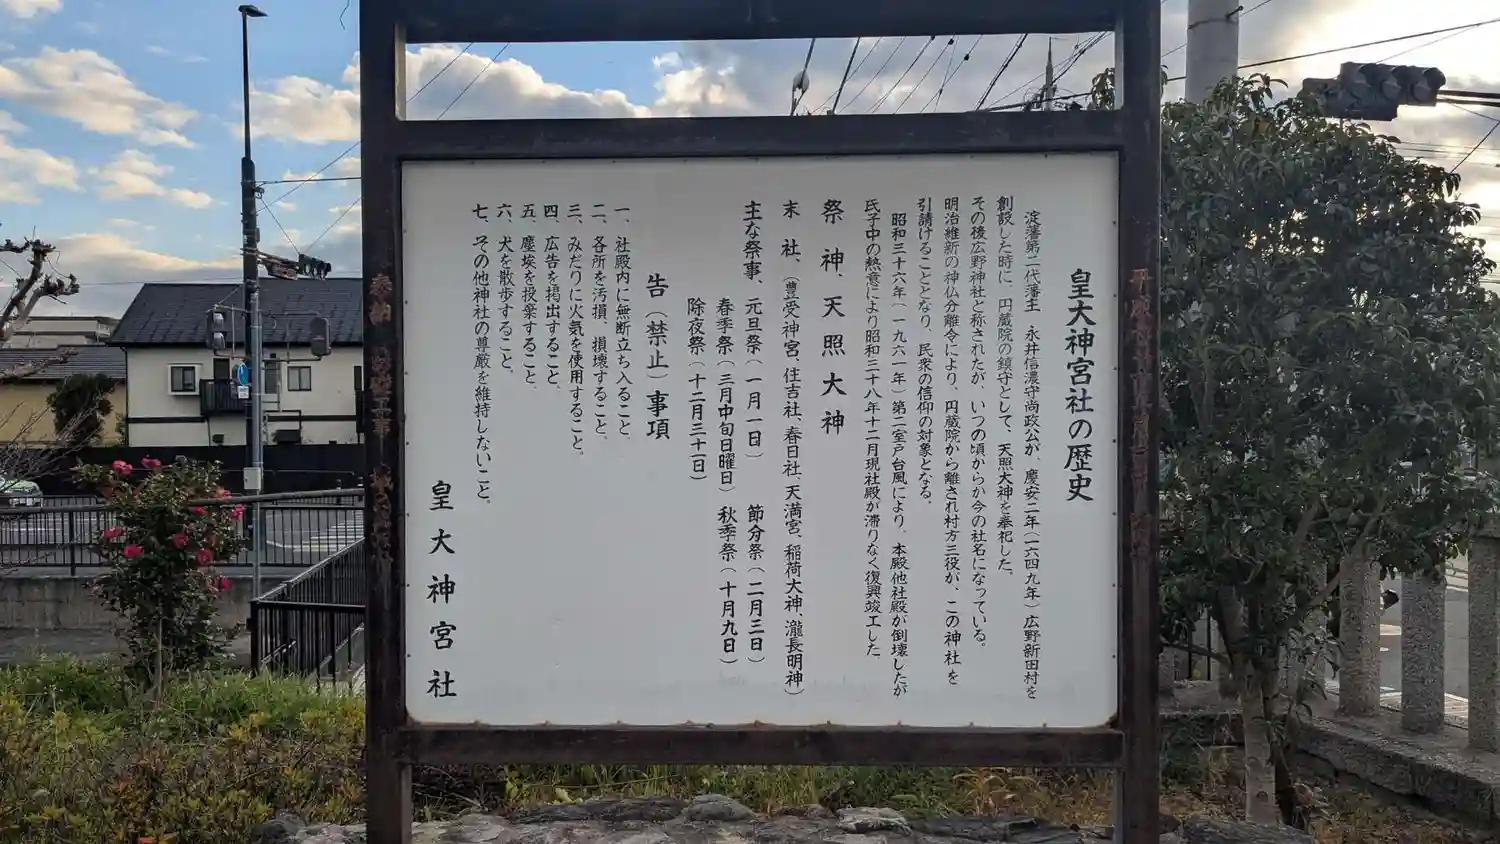 皇大神宮社の歴史
淀藩第二代藩主 永井信濃守尚政公が、慶安二年(一六四九年)広野新田村を
創設した時に、円蔵院の鎮守として、天照大神を奉祀した。
その後広野神社と称されたが、いつの頃からか今の社名になっている。
明治維新の神仏分離令により、円蔵院から離され村方三役が、この神社を
引請けることとなり、民衆の信仰の対象となる。
昭和三十六年(一九六一年)第二室戸台風により、本殿他社殿が倒壊したが
氏子中の熱意により昭和三十八年十二月現社殿が滞りなく復興竣工した。
祭神、天照大神
末社、(豊受神宮、住吉社、春日社、天満宮、稲荷大神、瀧長明神)
主な祭事、元旦祭(一月一日) 節分祭(二月三日)
春季祭(三月中旬日曜日) 秋季祭(十月九日)
除夜祭(十二月三十一日)
告(禁止)事項
一、社殿内に無断立ち入ること、
二、各所を汚損、損壊すること、
三、みだりに火気を使用すること、
四、広告を掲出すること、
五、塵埃を投棄すること、
六、犬を散歩すること、
七、その他神社の尊厳を維持しないこと、
皇大神宮社
奉納